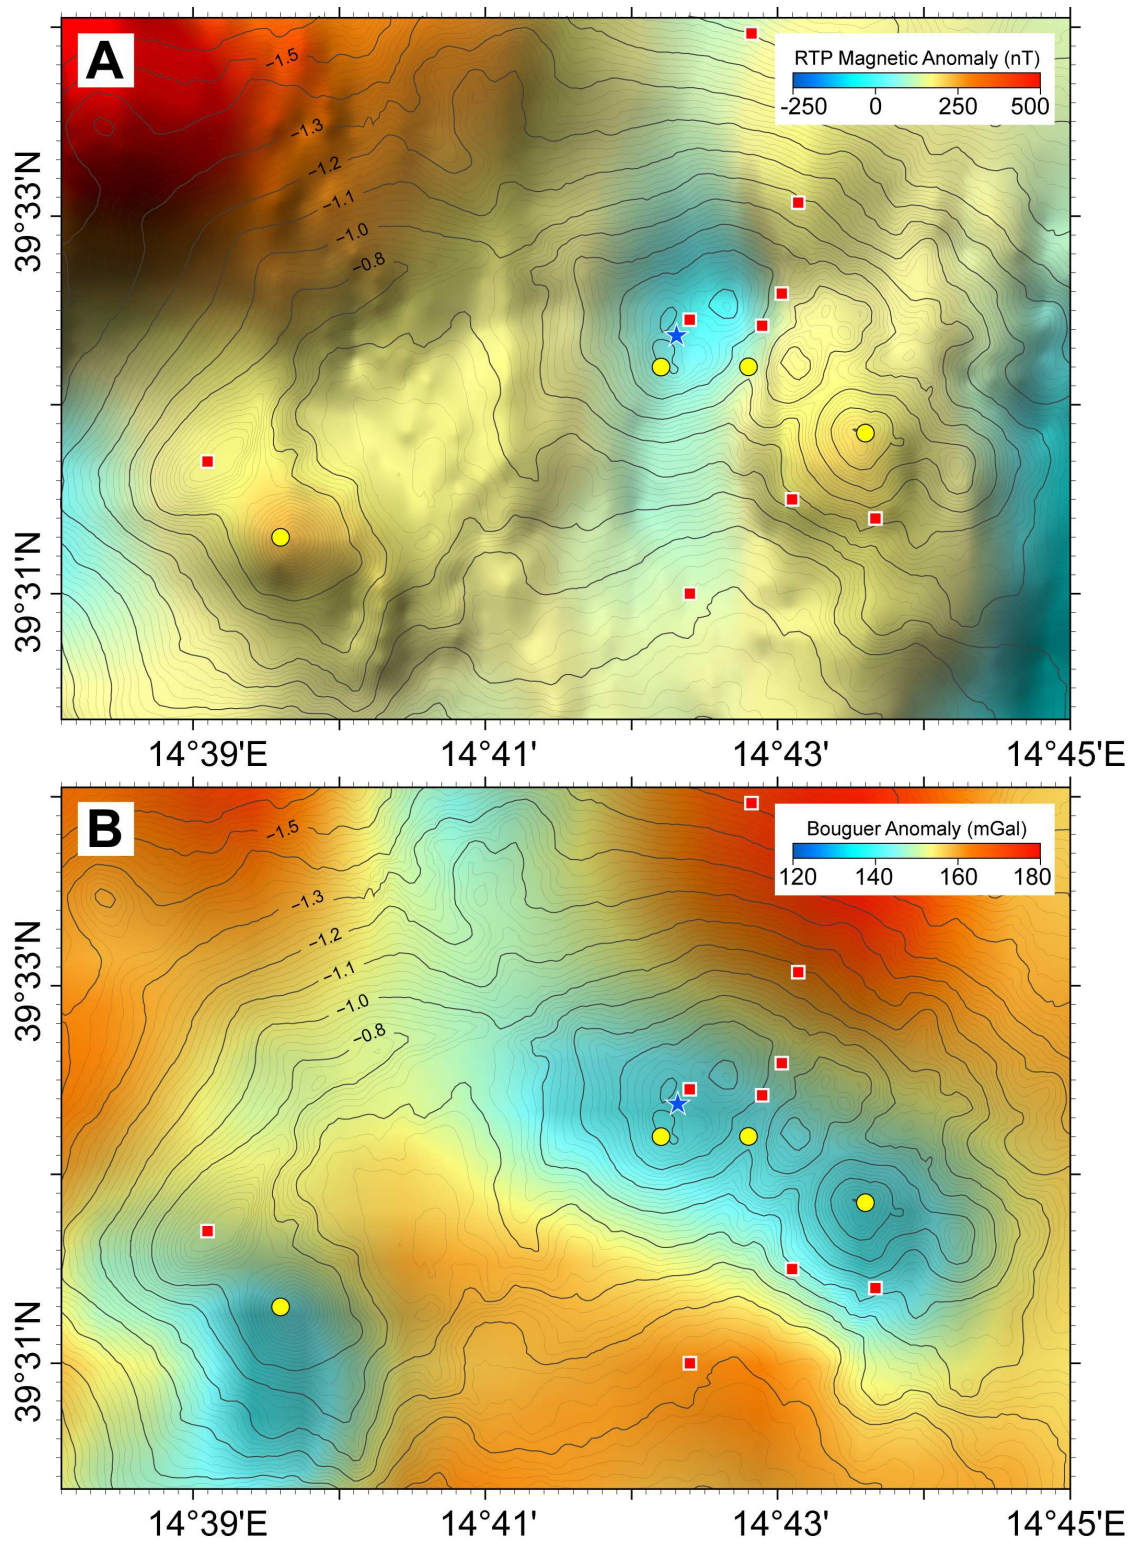 A
RTP Magnetic Anomaly (nT)
-250 0 250 500
−1.5
−1.3
−1.2
−1.1
−1.0
−0.8
39°33'N
39°31'N
14°39'E 14°41' 14°43' 14°45'E
B
Bouguer Anomaly (mGal)
120 140 160 180
−1.5
−1.3
−1.2
−1.1
−1.0
−0.8
39°33'N
39°31'N
14°39'E 14°41' 14°43' 14°45'E